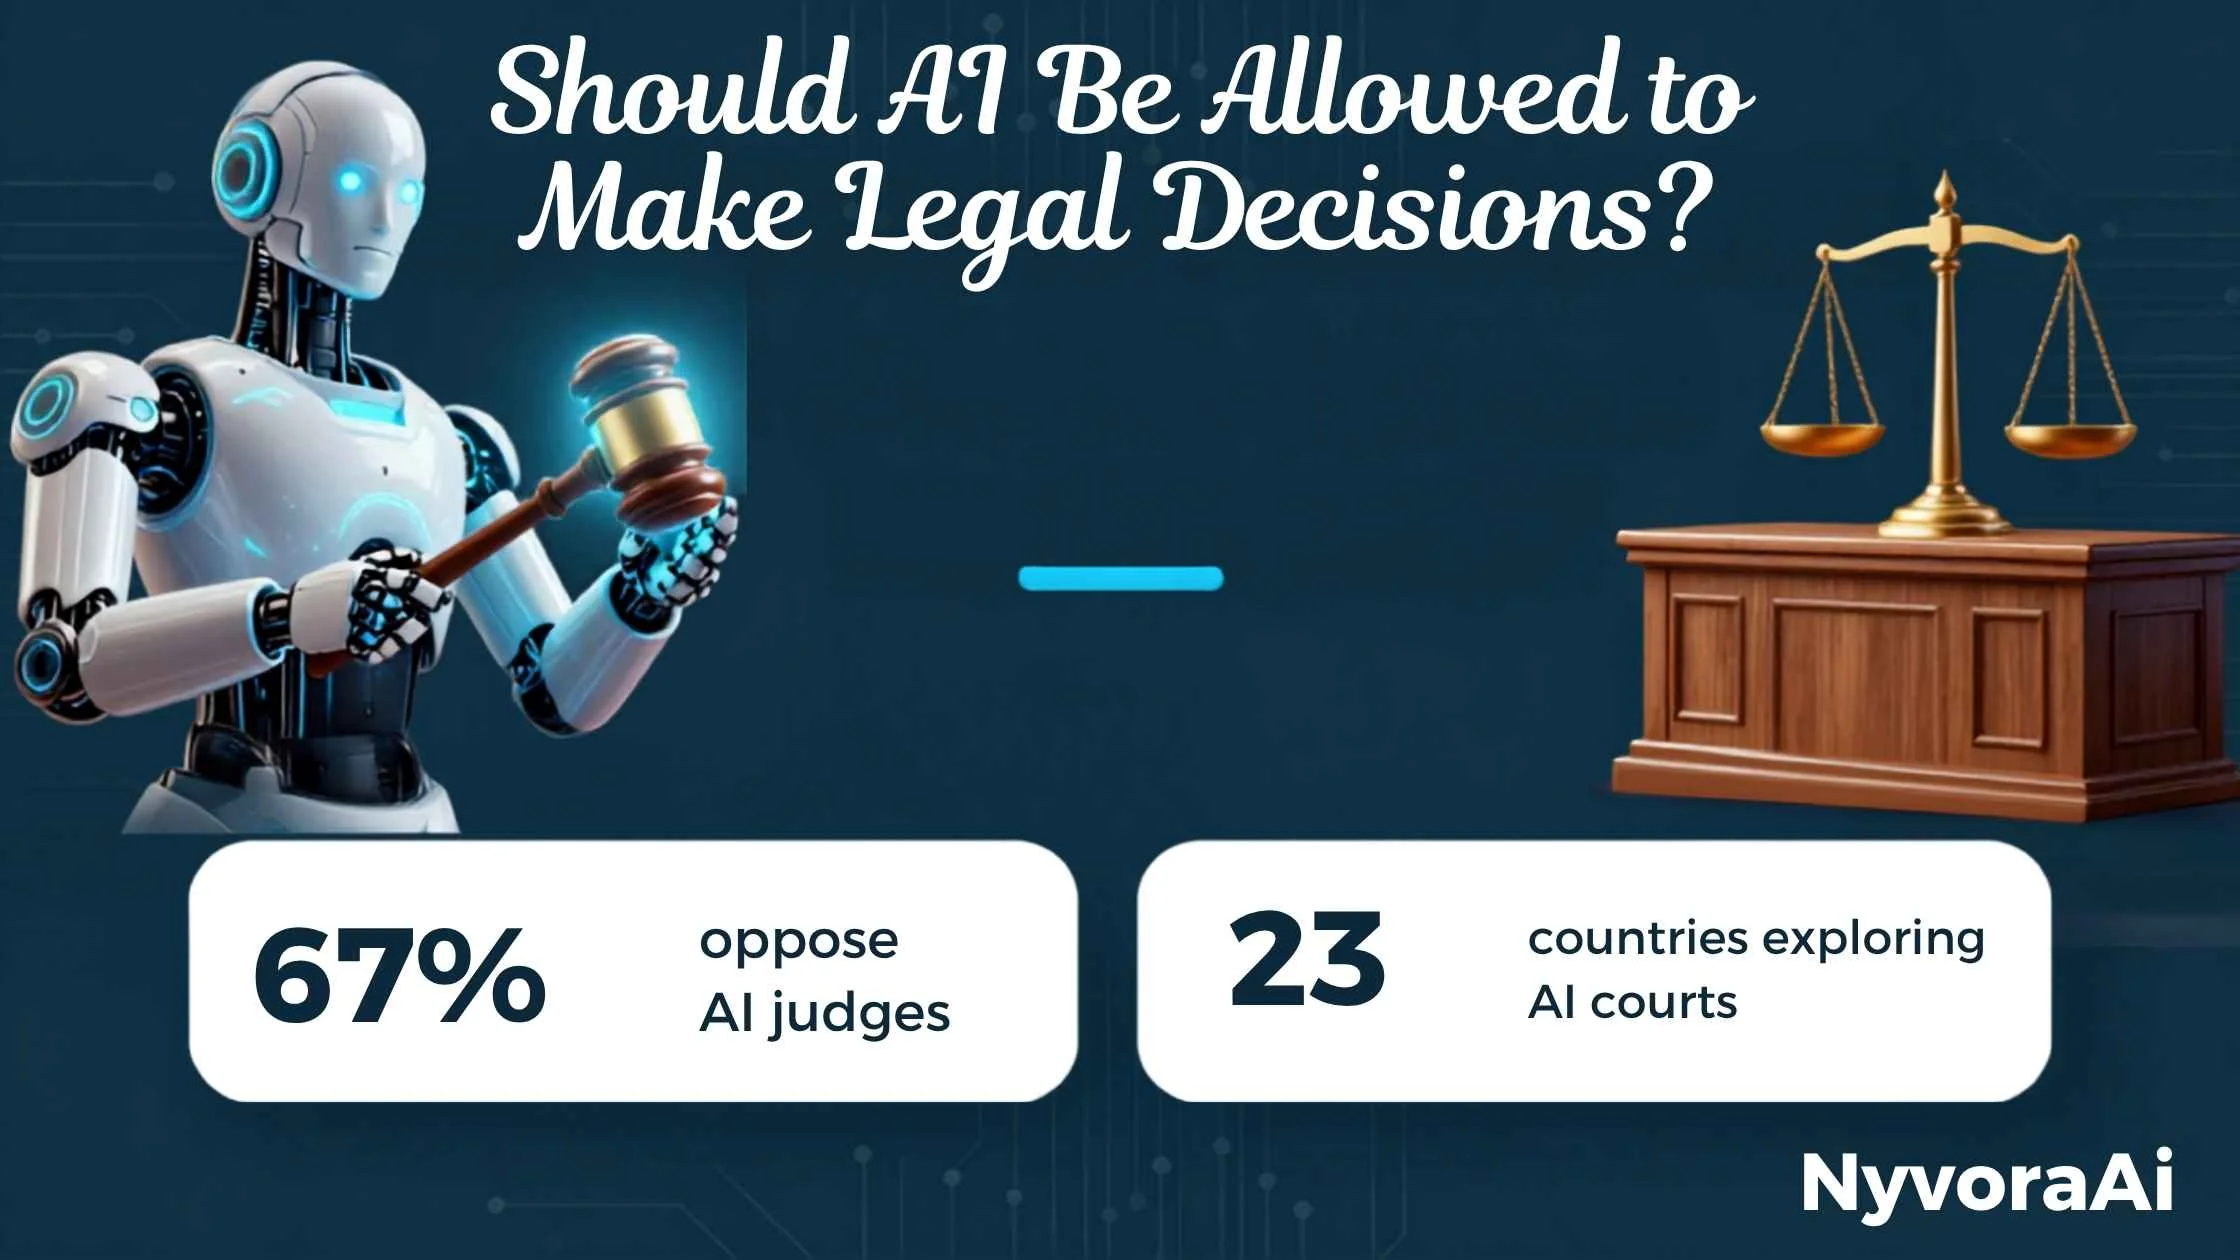 Should AI Be Allowed to
Make Legal Decisions?
67%
oppose
AI judges
23
countries exploring
AI courts
NyvoraAi